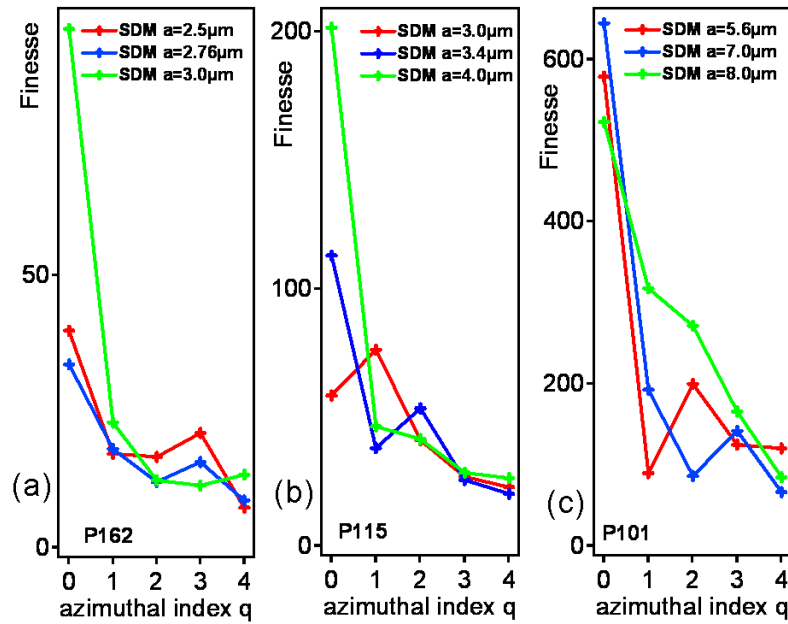 Finesse
SDM a=2.5µm
SDM a=2.76µm
SDM a=3.0µm
50
0
(a)
P162
0 1 2 3 4
azimuthal index q
Finesse
SDM a=3.0µm
SDM a=3.4µm
SDM a=4.0µm
200
100
0
(b)
P115
0 1 2 3 4
azimuthal index q
Finesse
SDM a=5.6µm
SDM a=7.0µm
SDM a=8.0µm
600
400
200
0
(c)
P101
0 1 2 3 4
azimuthal index q